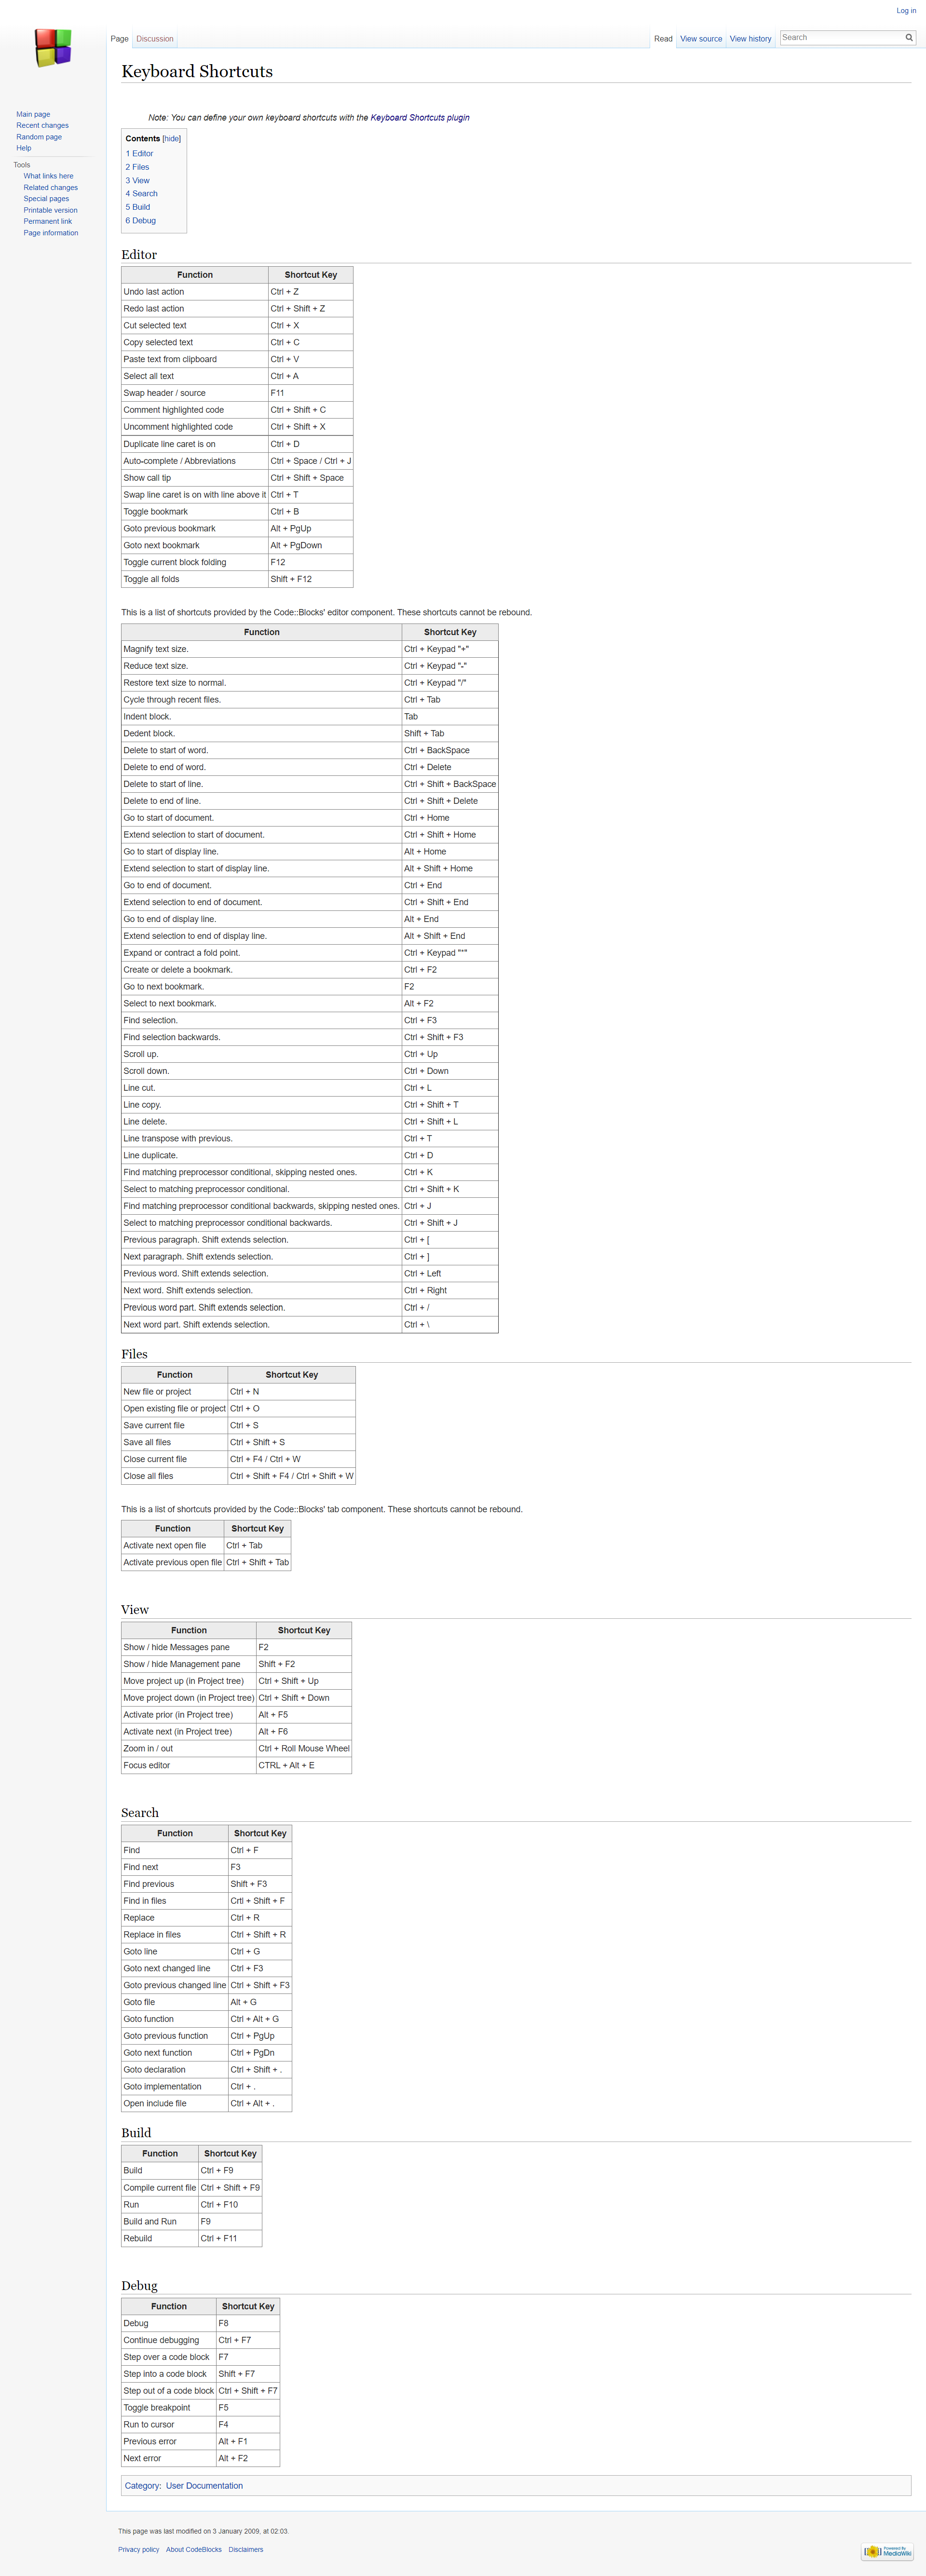 Log in
Page Discussion Read View source View history Search
Main page
Recent changes
Random page
Help
Tools
What links here
Related changes
Special pages
Printable version
Permanent link
Page information
Keyboard Shortcuts
Note: You can define your own keyboard shortcuts with the Keyboard Shortcuts plugin
Contents [hide]
1 Editor
2 Files
3 View
4 Search
5 Build
6 Debug
Editor
Function Shortcut Key
Undo last action Ctrl + Z
Redo last action Ctrl + Shift + Z
Cut selected text Ctrl + X
Copy selected text Ctrl + C
Paste text from clipboard Ctrl + V
Select all text Ctrl + A
Swap header / source F11
Comment highlighted code Ctrl + Shift + C
Uncomment highlighted code Ctrl + Shift + X
Duplicate line caret is on Ctrl + D
Auto-complete / Abbreviations Ctrl + Space / Ctrl + J
Show call tip Ctrl + Shift + Space
Swap line caret is on with line above it Ctrl + T
Toggle bookmark Ctrl + B
Goto previous bookmark Alt + PgUp
Goto next bookmark Alt + PgDown
Toggle current block folding F12
Toggle all folds Shift + F12
This is a list of shortcuts provided by the Code::Blocks' editor component. These shortcuts cannot be rebound.
Function Shortcut Key
Magnify text size. Ctrl + Keypad "+"
Reduce text size. Ctrl + Keypad "-"
Restore text size to normal. Ctrl + Keypad "/"
Cycle through recent files. Ctrl + Tab
Indent block. Tab
Dedent block. Shift + Tab
Delete to start of word. Ctrl + BackSpace
Delete to end of word. Ctrl + Delete
Delete to start of line. Ctrl + Shift + BackSpace
Delete to end of line. Ctrl + Shift + Delete
Go to start of document. Ctrl + Home
Extend selection to start of document. Ctrl + Shift + Home
Go to start of display line. Alt + Home
Extend selection to start of display line. Alt + Shift + Home
Go to end of document. Ctrl + End
Extend selection to end of document. Ctrl + Shift + End
Go to end of display line. Alt + End
Extend selection to end of display line. Alt + Shift + End
Expand or contract a fold point. Ctrl + Keypad "*"
Create or delete a bookmark. Ctrl + F2
Go to next bookmark. F2
Select to next bookmark. Alt + F2
Find selection. Ctrl + F3
Find selection backwards. Ctrl + Shift + F3
Scroll up. Ctrl + Up
Scroll down. Ctrl + Down
Line cut. Ctrl + L
Line copy. Ctrl + Shift + T
Line delete. Ctrl + Shift + L
Line transpose with previous. Ctrl + T
Line duplicate. Ctrl + D
Find matching preprocessor conditional, skipping nested ones. Ctrl + K
Select to matching preprocessor conditional. Ctrl + Shift + K
Find matching preprocessor conditional backwards, skipping nested ones. Ctrl + J
Select to matching preprocessor conditional backwards. Ctrl + Shift + J
Previous paragraph. Shift extends selection. Ctrl + [
Next paragraph. Shift extends selection. Ctrl + ]
Previous word. Shift extends selection. Ctrl + Left
Next word. Shift extends selection. Ctrl + Right
Previous word part. Shift extends selection. Ctrl + /
Next word part. Shift extends selection. Ctrl + \
Files
Function Shortcut Key
New file or project Ctrl + N
Open existing file or project Ctrl + O
Save current file Ctrl + S
Save all files Ctrl + Shift + S
Close current file Ctrl + F4 / Ctrl + W
Close all files Ctrl + Shift + F4 / Ctrl + Shift + W
This is a list of shortcuts provided by the Code::Blocks' tab component. These shortcuts cannot be rebound.
Function Shortcut Key
Activate next open file Ctrl + Tab
Activate previous open file Ctrl + Shift + Tab
View
Function Shortcut Key
Show / hide Messages pane F2
Show / hide Management pane Shift + F2
Move project up (in Project tree) Ctrl + Shift + Up
Move project down (in Project tree) Ctrl + Shift + Down
Activate prior (in Project tree) Alt + F5
Activate next (in Project tree) Alt + F6
Zoom in / out Ctrl + Roll Mouse Wheel
Focus editor CTRL + Alt + E
Search
Function Shortcut Key
Find Ctrl + F
Find next F3
Find previous Shift + F3
Find in files Crtl + Shift + F
Replace Ctrl + R
Replace in files Ctrl + Shift + R
Goto line Ctrl + G
Goto next changed line Ctrl + F3
Goto previous changed line Ctrl + Shift + F3
Goto file Alt + G
Goto function Ctrl + Alt + G
Goto previous function Ctrl + PgUp
Goto next function Ctrl + PgDn
Goto declaration Ctrl + Shift + .
Goto implementation Ctrl + .
Open include file Ctrl + Alt + .
Build
Function Shortcut Key
Build Ctrl + F9
Compile current file Ctrl + Shift + F9
Run Ctrl + F10
Build and Run F9
Rebuild Ctrl + F11
Debug
Function Shortcut Key
Debug F8
Continue debugging Ctrl + F7
Step over a code block F7
Step into a code block Shift + F7
Step out of a code block Ctrl + Shift + F7
Toggle breakpoint F5
Run to cursor F4
Previous error Alt + F1
Next error Alt + F2
Category: User Documentation
This page was last modified on 3 January 2009, at 02:03.
Privacy policy About CodeBlocks Disclaimers
Powered By
MediaWiki